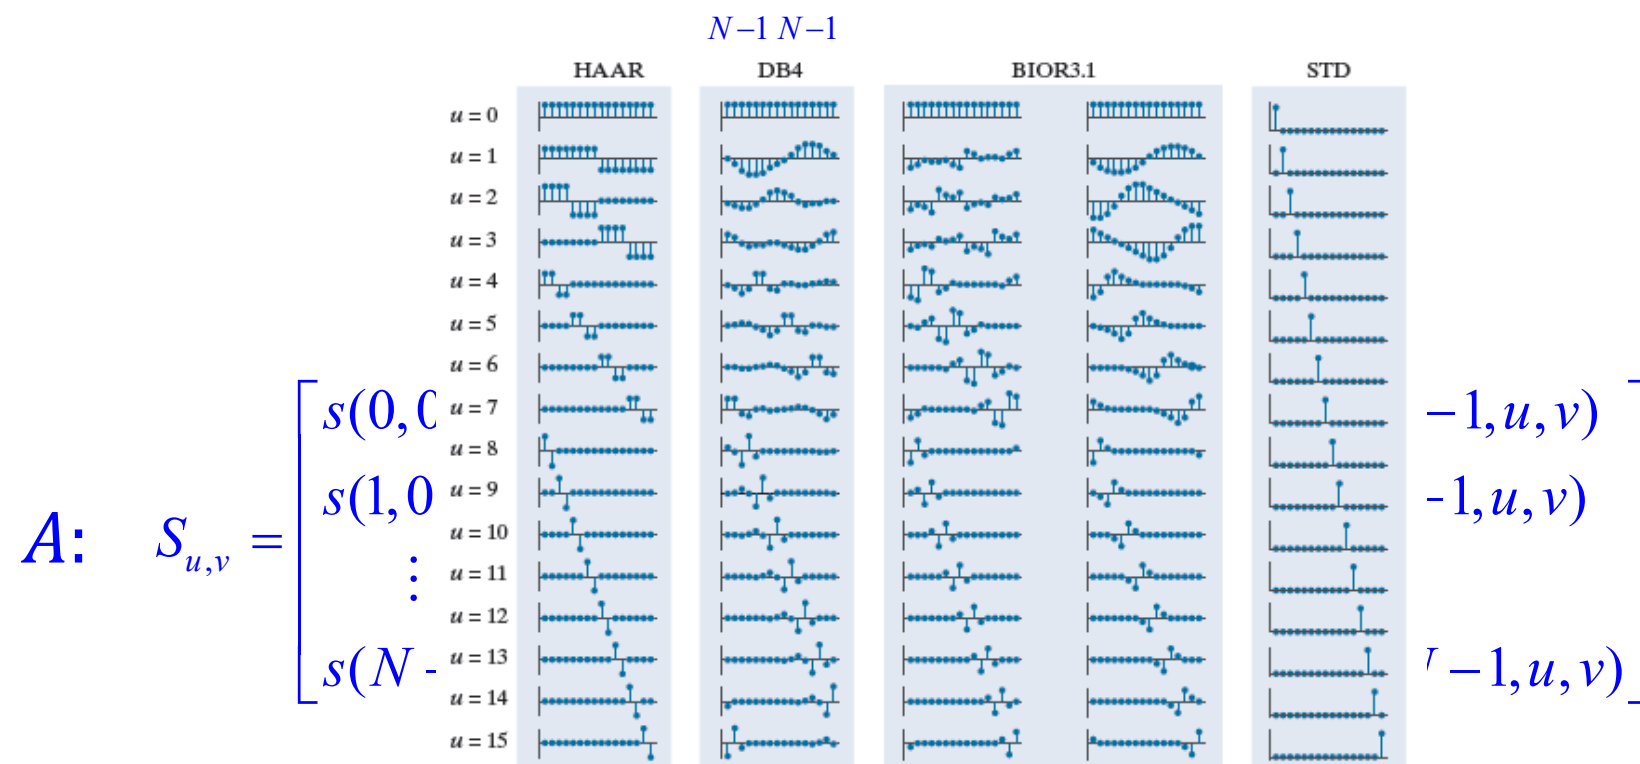 N−1 N−1
HAAR DB4 BIOR3.1 STD
u = 0
u = 1
u = 2
u = 3
u = 4
u = 5
u = 6
s(0, 0 u = 7 −1, u, v)
u = 8
s(1, 0 u = 9 −1, u, v)
A: S_{u,v} = u = 10
⋮ u = 11
u = 12
s(N − u = 13 −1, u, v)
u = 14
u = 15